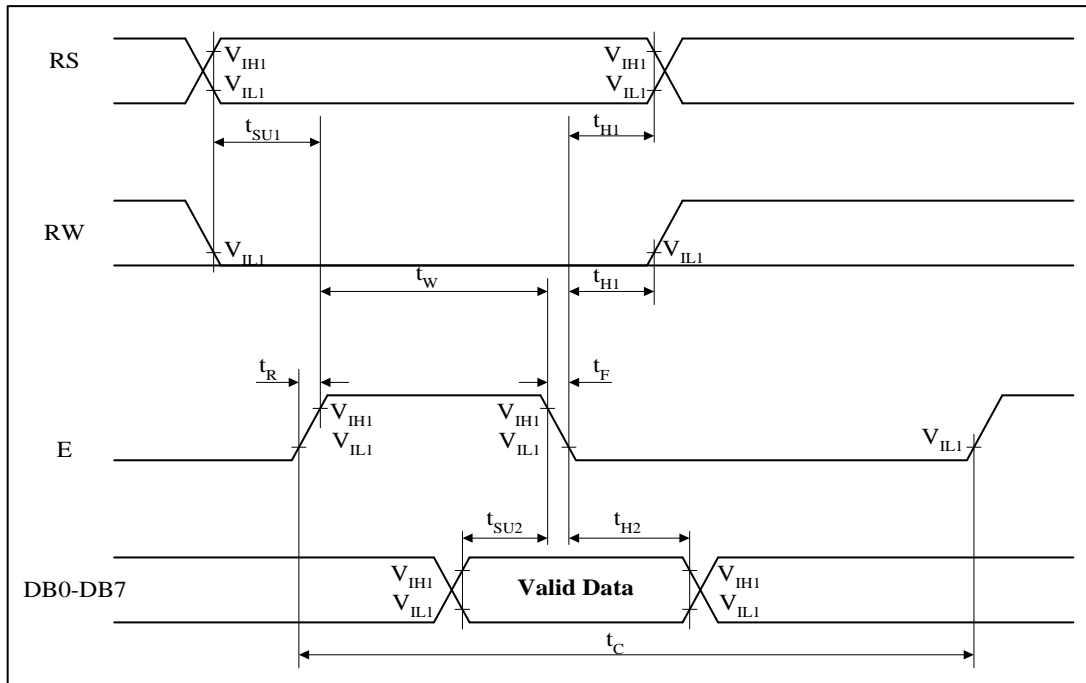 RS
V_IH1
V_IL1
V_IH1
V_IL1
t_SU1
t_H1
RW
V_IL1
V_IL1
t_W
t_H1
t_R
t_F
E
V_IH1
V_IL1
V_IH1
V_IL1
V_IL1
t_SU2
t_H2
DB0-DB7
V_IH1
V_IL1
Valid Data
V_IH1
V_IL1
t_C